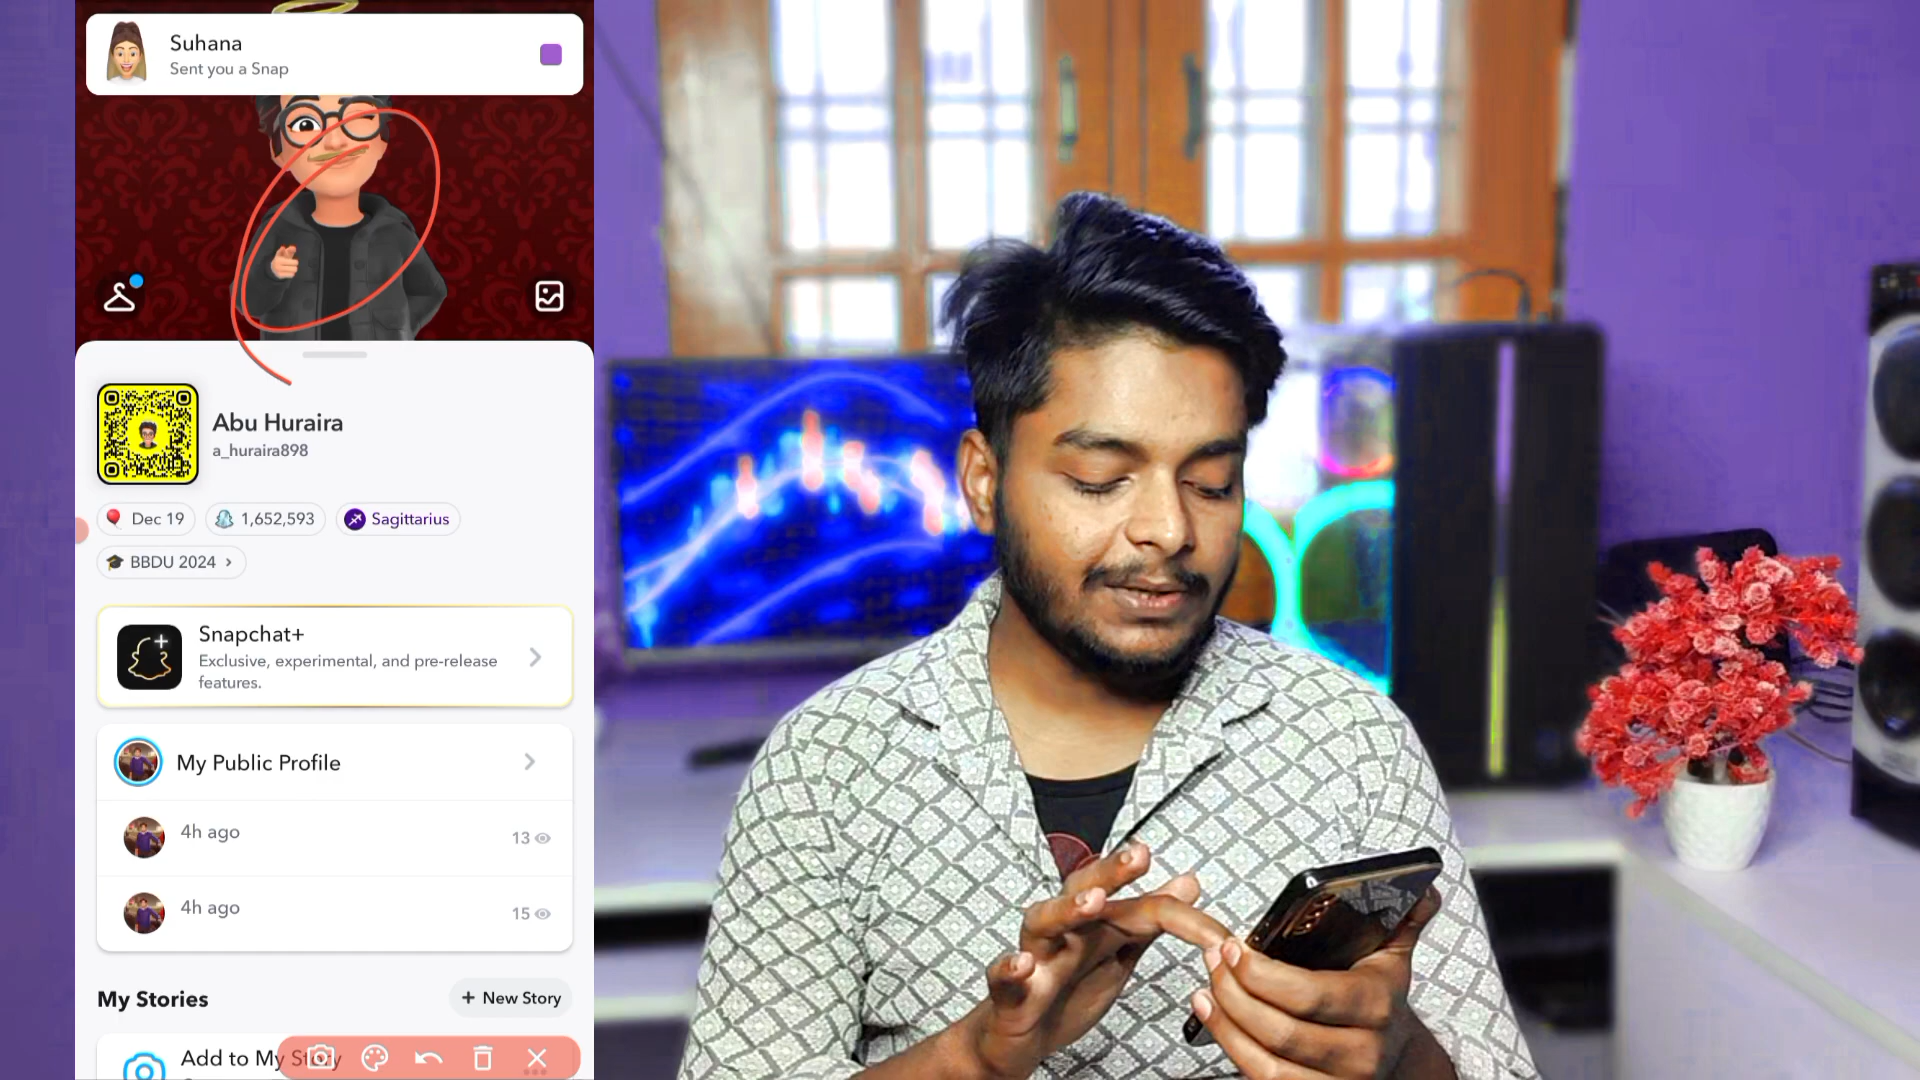 Suhana
Sent you a Snap
Abu Huraira
a_huraira898
Dec 19
1,652,593
Sagittarius
BBDU 2024
Snapchat+
Exclusive, experimental, and pre-release
features.
My Public Profile
4h ago
13
4h ago
15
My Stories
+ New Story
Add to My Story